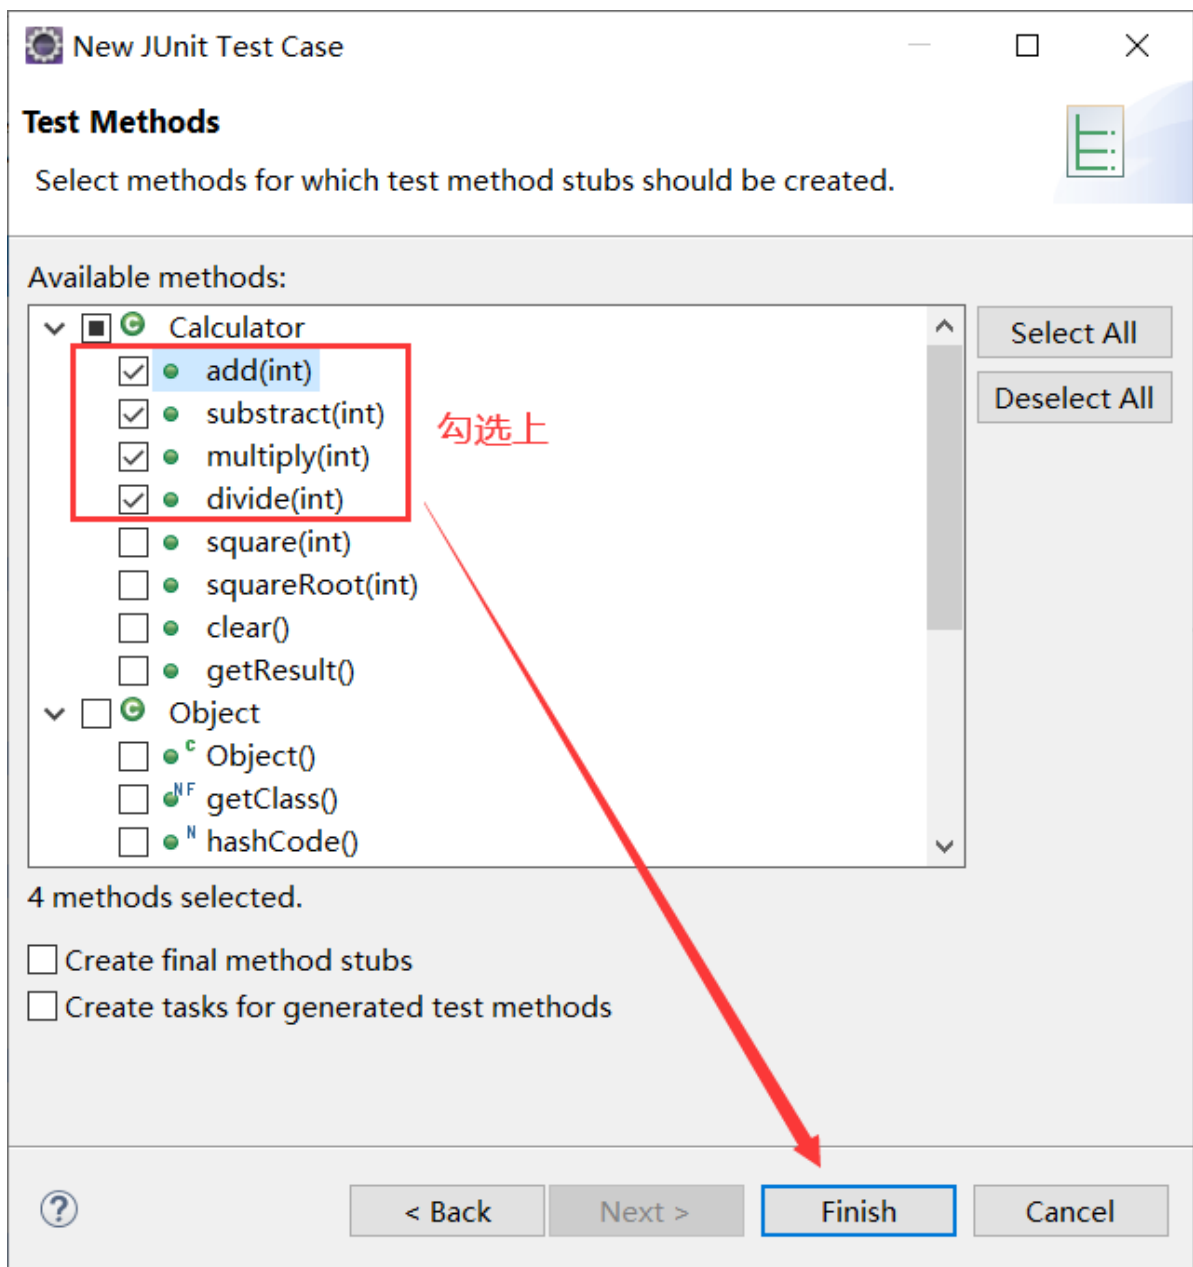 New JUnit Test Case
Test Methods
Select methods for which test method stubs should be created.
Available methods:
Calculator
Select All
add(int)
Deselect All
substract(int)
勾选上
multiply(int)
divide(int)
square(int)
squareRoot(int)
clear()
getResult()
Object
C Object()
NF getClass()
N hashCode()
4 methods selected.
Create final method stubs
Create tasks for generated test methods
< Back Next > Finish Cancel